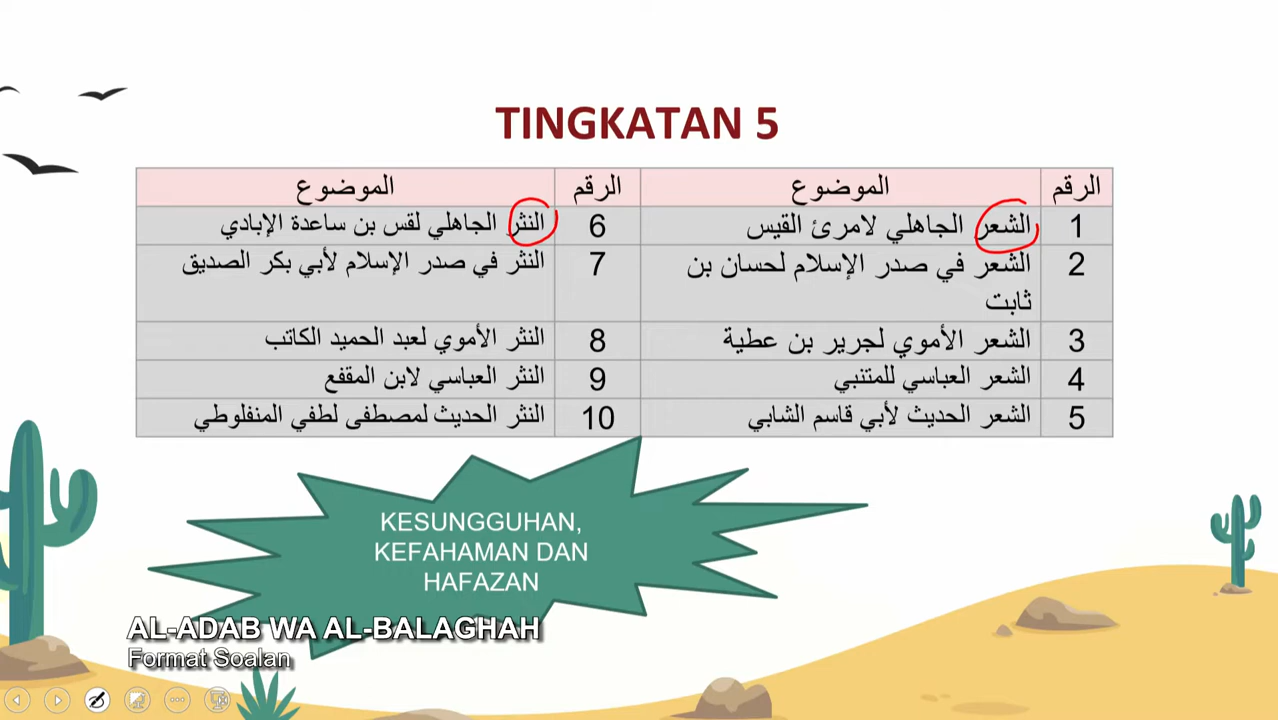 TINGKATAN 5
الرقم الموضوع الرقم الموضوع
1 الشعر الجاهلي لامرئ القيس 6 النثر الجاهلي لقس بن ساعدة الإبادي
2 الشعر في صدر الإسلام لحسان بن 7 النثر في صدر الإسلام لأبي بكر الصديق
ثابت
3 الشعر الأموي لجرير بن عطية 8 النثر الأموي لعبد الحميد الكاتب
4 الشعر العباسي للمتنبي 9 النثر العباسي لابن المقفع
5 الشعر الحديث لأبي قاسم الشابي 10 النثر الحديث لمصطفى لطفي المنفلوطي
KESUNGGUHAN,
KEFAHAMAN DAN
HAFAZAN
AL-ADAB WA AL-BALAGHAH
Format Soalan